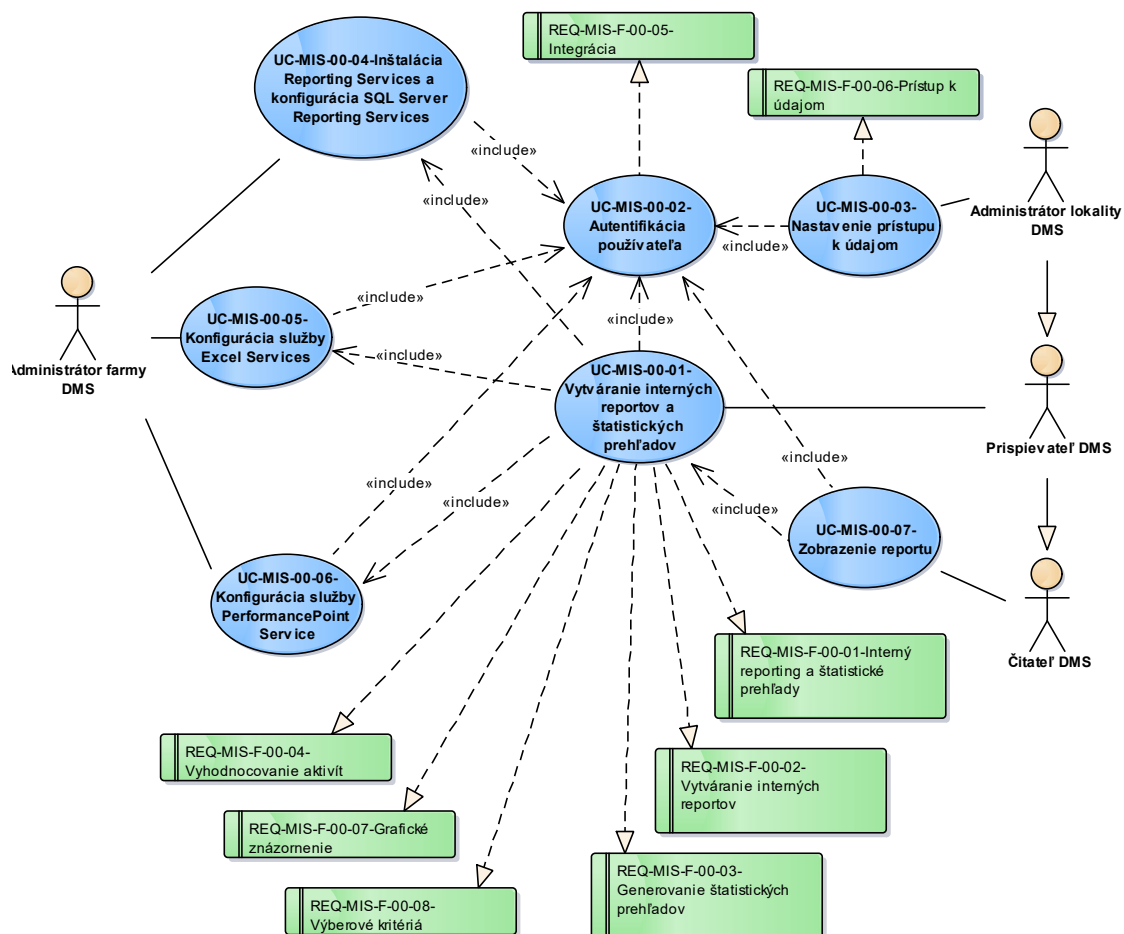 REQ-MIS-F-00-05-
Integrácia
UC-MIS-00-04-Inštalácia
Reporting Services a
konfigurácia SQL Server
Reporting Services
REQ-MIS-F-00-06-Prístup k
údajom
«include»
«include»
UC-MIS-00-02-
Autentifikácia
používateľa
UC-MIS-00-03-
Nastavenie prístupu
k údajom
«include»
Administrátor lokality
DMS
«include»
«include»
UC-MIS-00-05-
Konfigurácia služby
Excel Services
«include»
Administrátor farmy
DMS
UC-MIS-00-01-
Vytváranie interných
reportov a
štatistických
prehľadov
Prispievateľ DMS
«include»
«include»
«include»
«include»
UC-MIS-00-07-
Zobrazenie reportu
UC-MIS-00-06-
Konfigurácia služby
PerformancePoint
Service
Čitateľ DMS
REQ-MIS-F-00-01-Interný
reporting a štatistické
prehľady
REQ-MIS-F-00-04-
Vyhodnocovanie aktivít
REQ-MIS-F-00-02-
Vytváranie interných
reportov
REQ-MIS-F-00-07-Grafické
znázornenie
REQ-MIS-F-00-03-
Generovanie štatistických
prehľadov
REQ-MIS-F-00-08-
Výberové kritériá